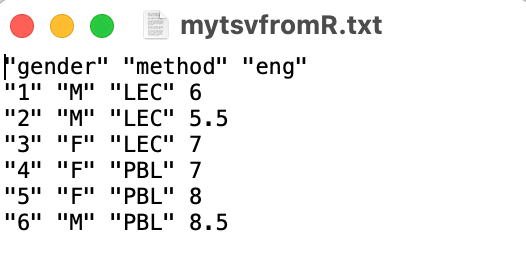 mytsvfromR.txt
"gender" "method" "eng"
"1" "M" "LEC" 6
"2" "M" "LEC" 5.5
"3" "F" "LEC" 7
"4" "F" "PBL" 7
"5" "F" "PBL" 8
"6" "M" "PBL" 8.5